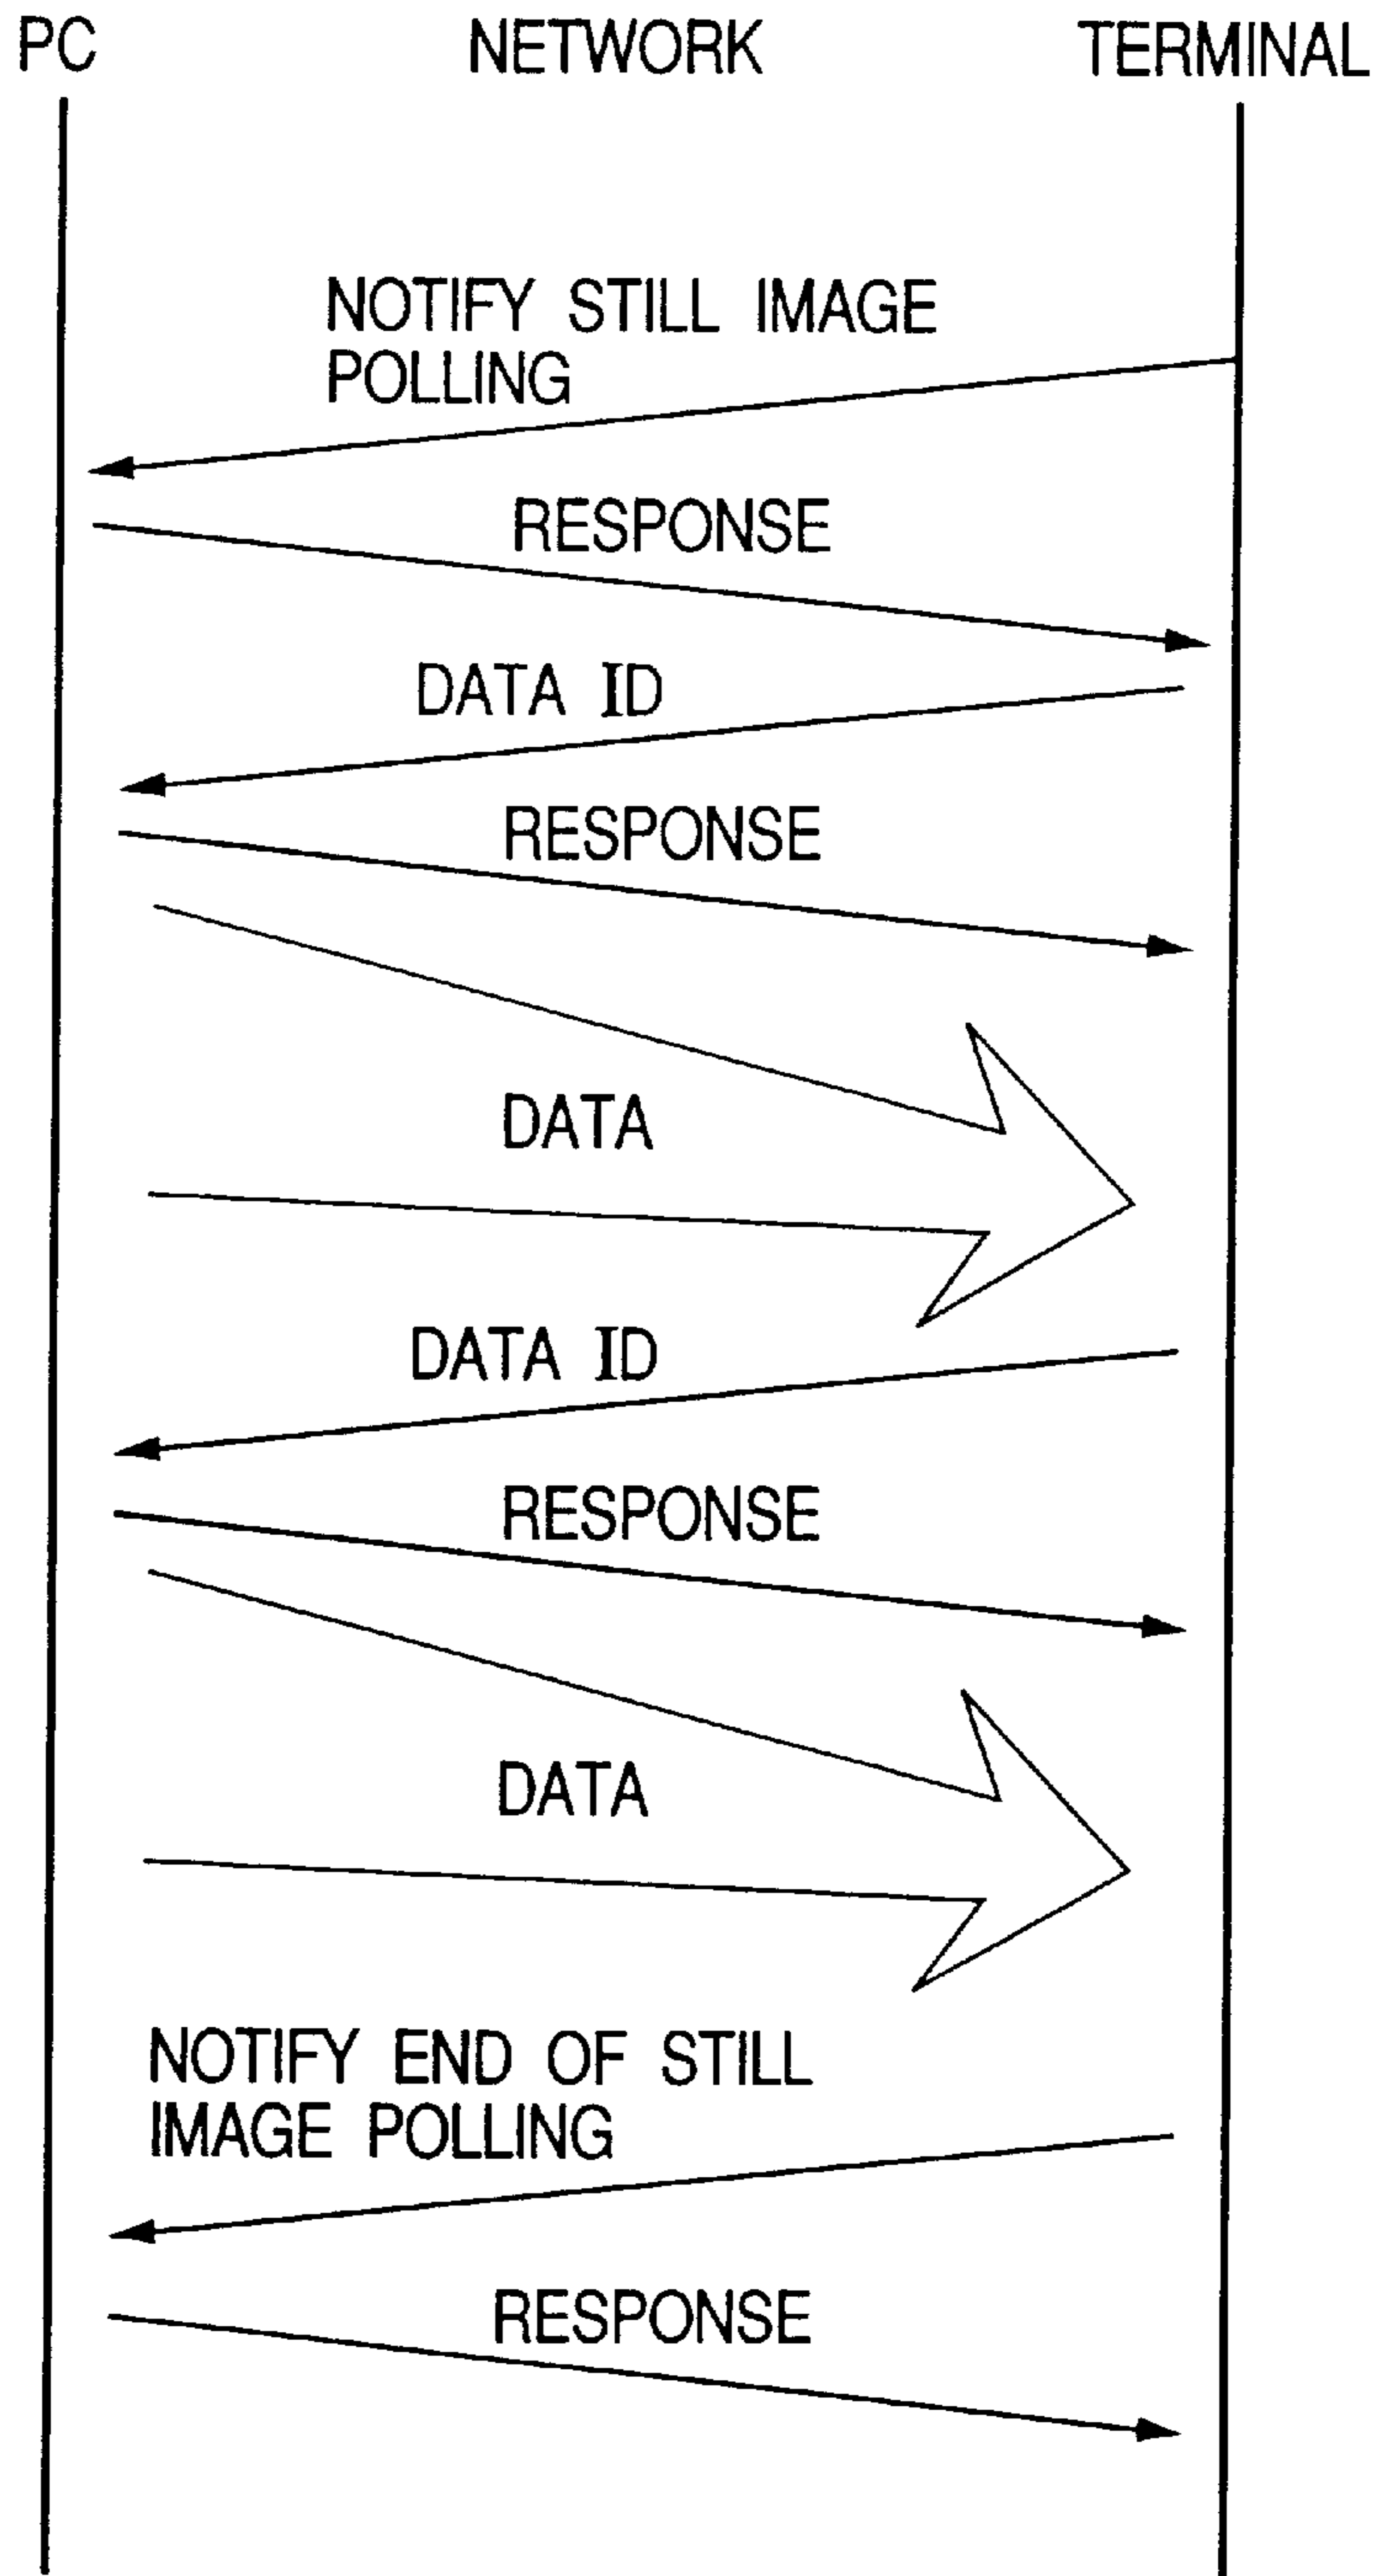 PC NETWORK TERMINAL
NOTIFY STILL IMAGE
POLLING
RESPONSE
DATA ID
RESPONSE
DATA
DATA ID
RESPONSE
DATA
NOTIFY END OF STILL
IMAGE POLLING
RESPONSE